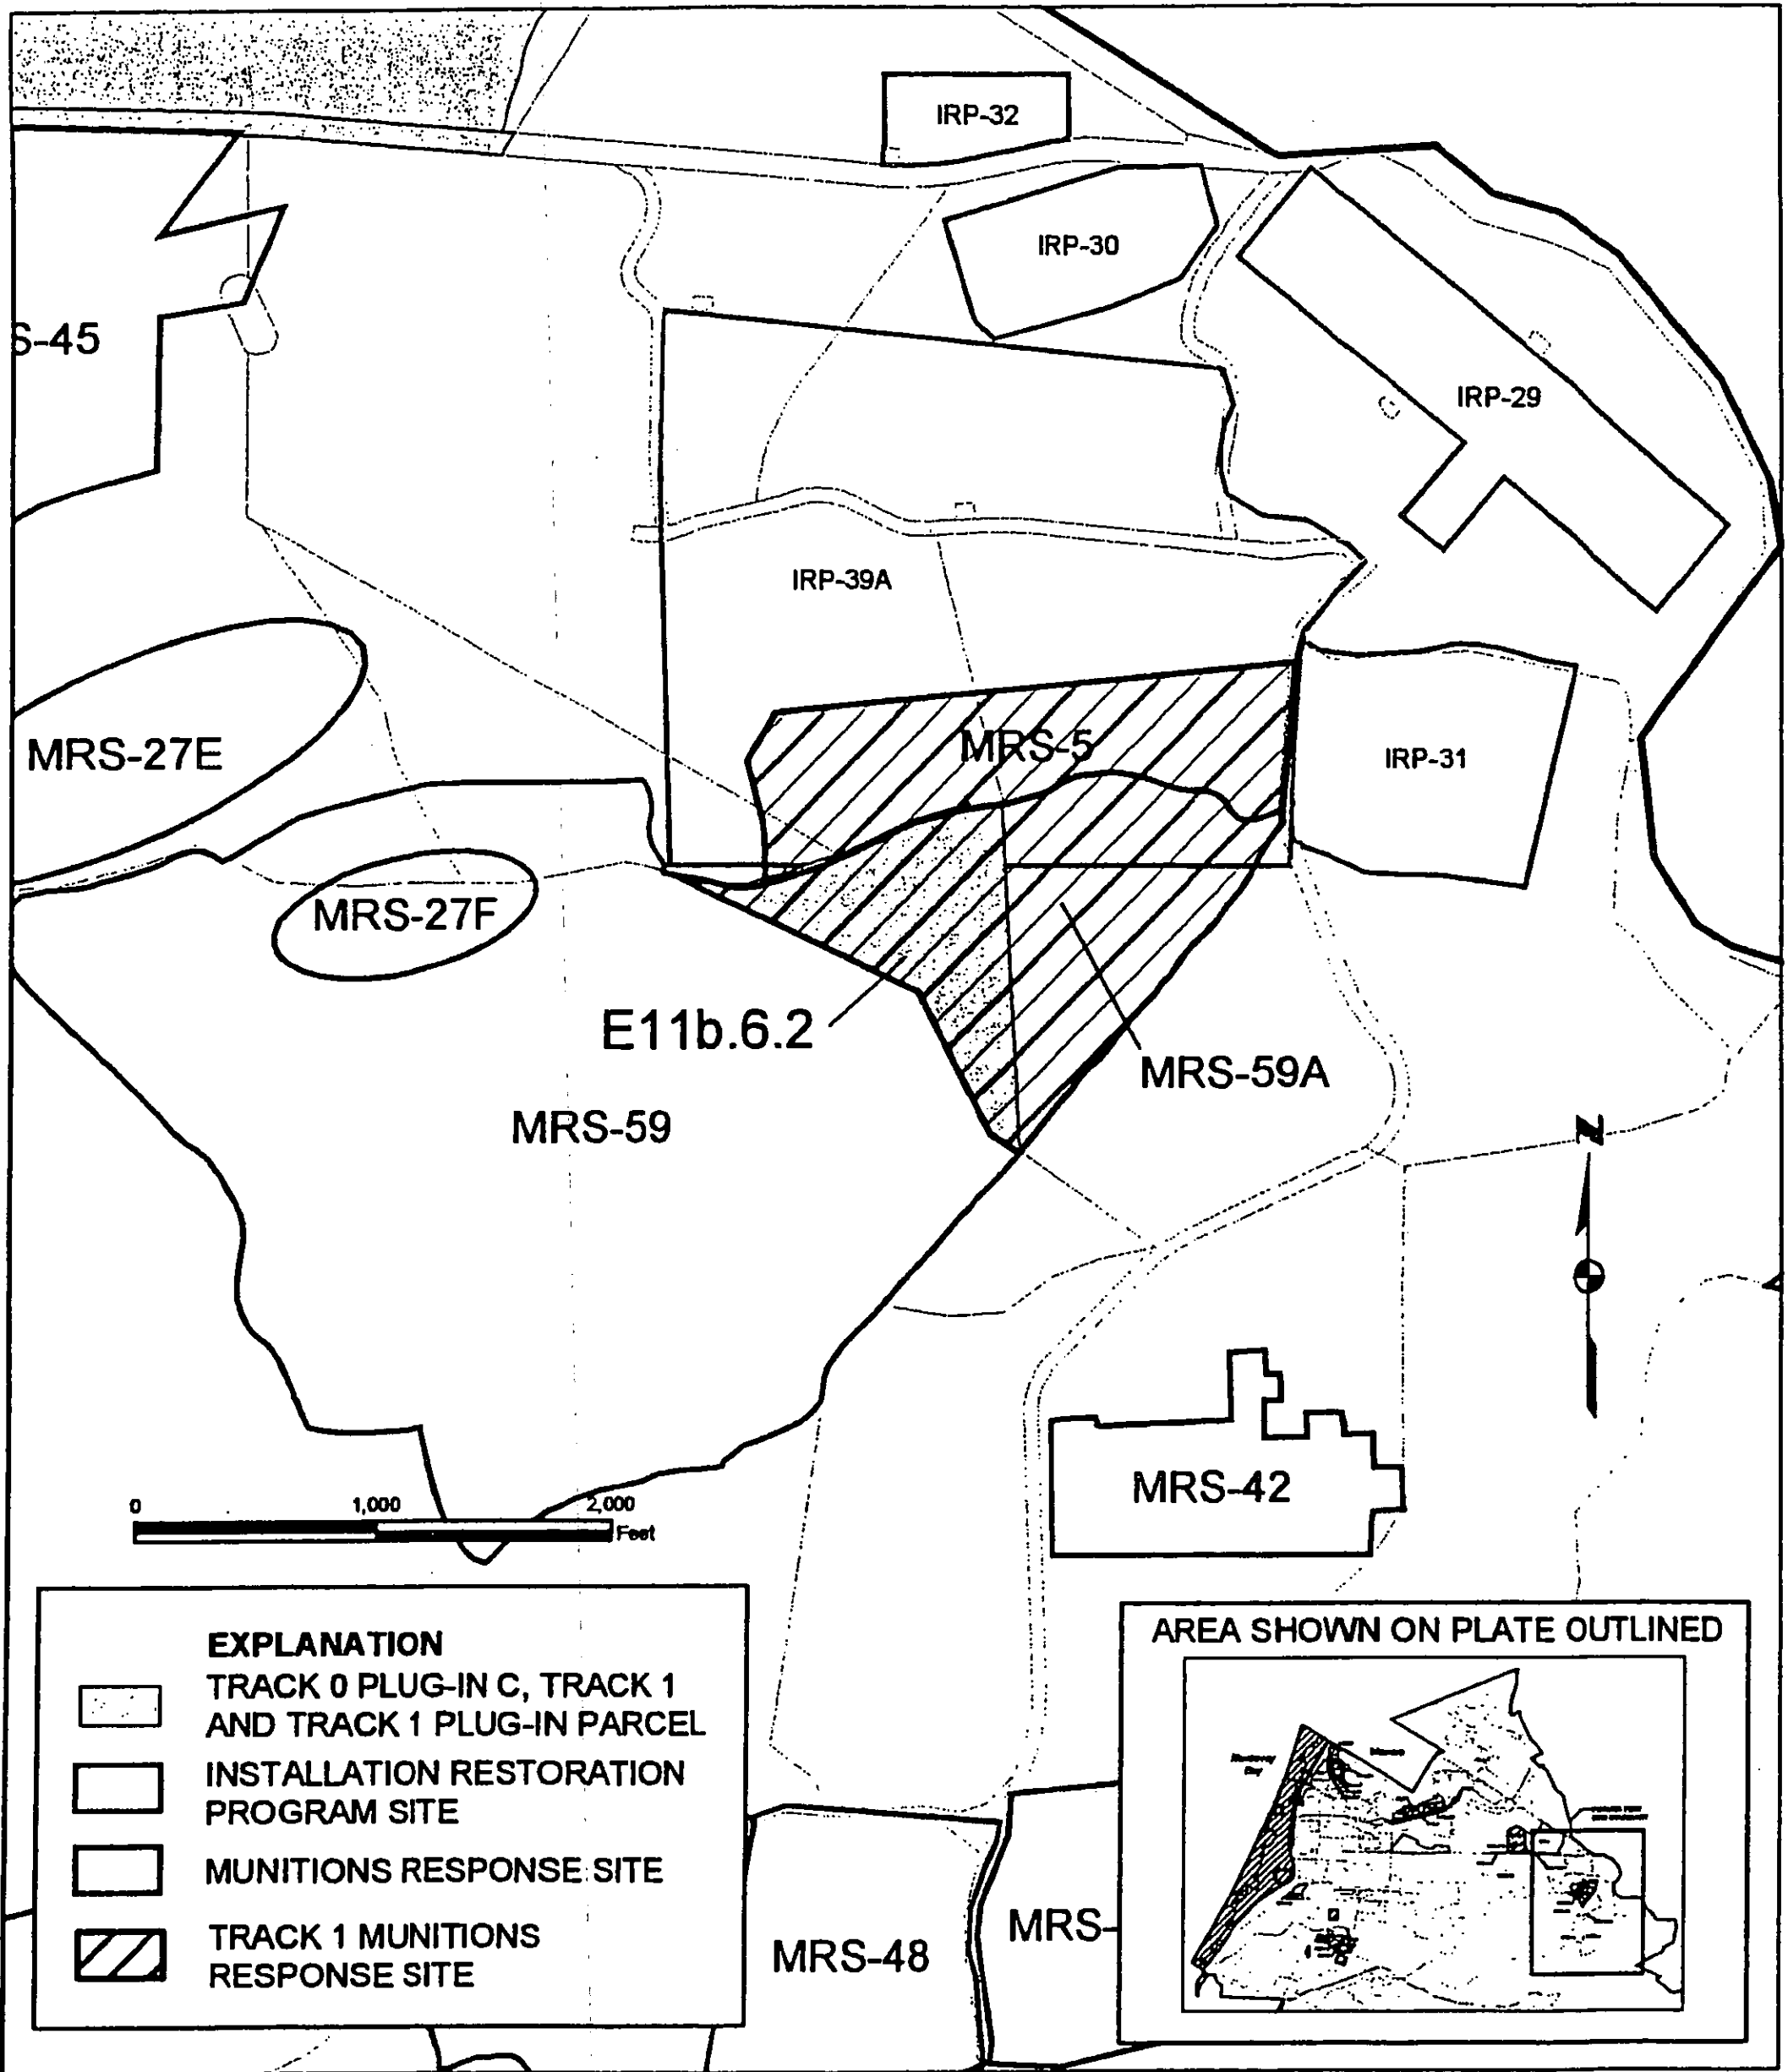 IRP-32
IRP-30
S-45
IRP-29
IRP-39A
MRS-27E
MRS-5
IRP-31
MRS-27F
E11b.6.2
MRS-59A
MRS-59
N
MRS-42
0 1,000 2,000
Feet
EXPLANATION
TRACK 0 PLUG-IN C, TRACK 1
AND TRACK 1 PLUG-IN PARCEL
INSTALLATION RESTORATION
PROGRAM SITE
MUNITIONS RESPONSE SITE
TRACK 1 MUNITIONS
RESPONSE SITE
MRS-48
MRS-
AREA SHOWN ON PLATE OUTLINED
Monterey
Bay
Marina